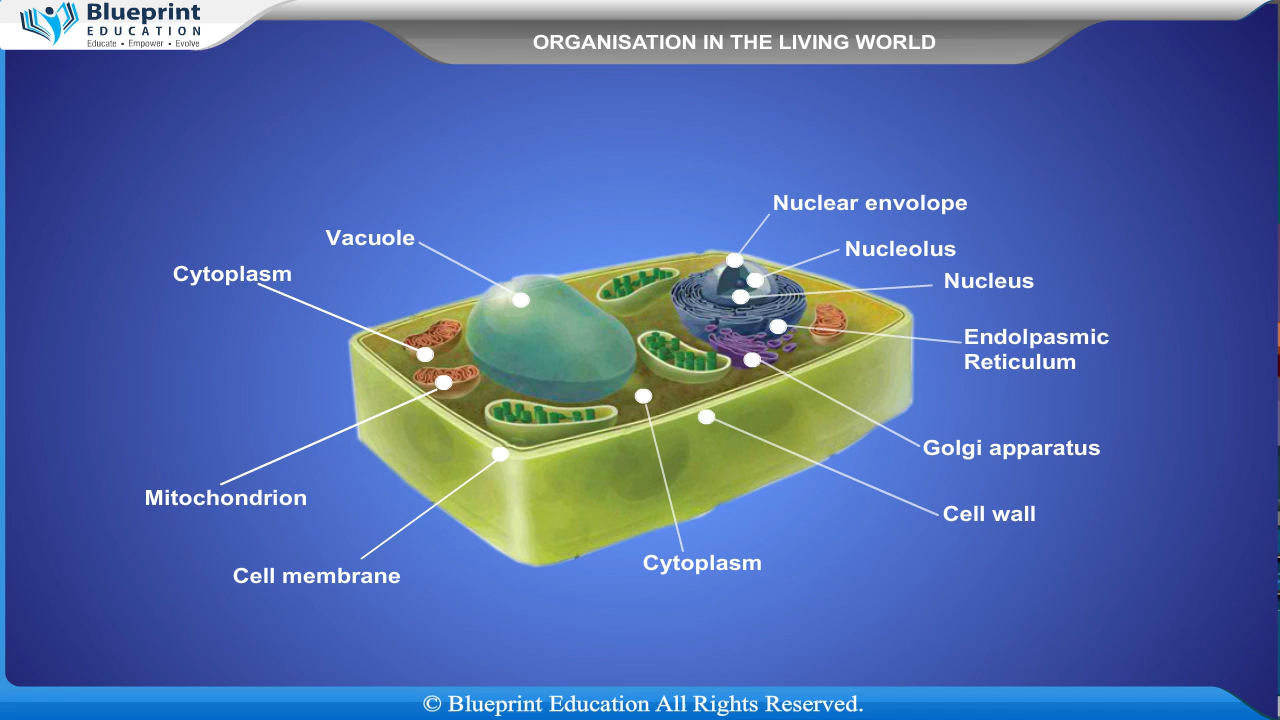 Blueprint
EDUCATION
Educate • Empower • Evolve
ORGANISATION IN THE LIVING WORLD
Nuclear envolope
Vacuole
Nucleolus
Cytoplasm
Nucleus
Endolpasmic
Reticulum
Golgi apparatus
Mitochondrion
Cell wall
Cytoplasm
Cell membrane
© Blueprint Education All Rights Reserved.